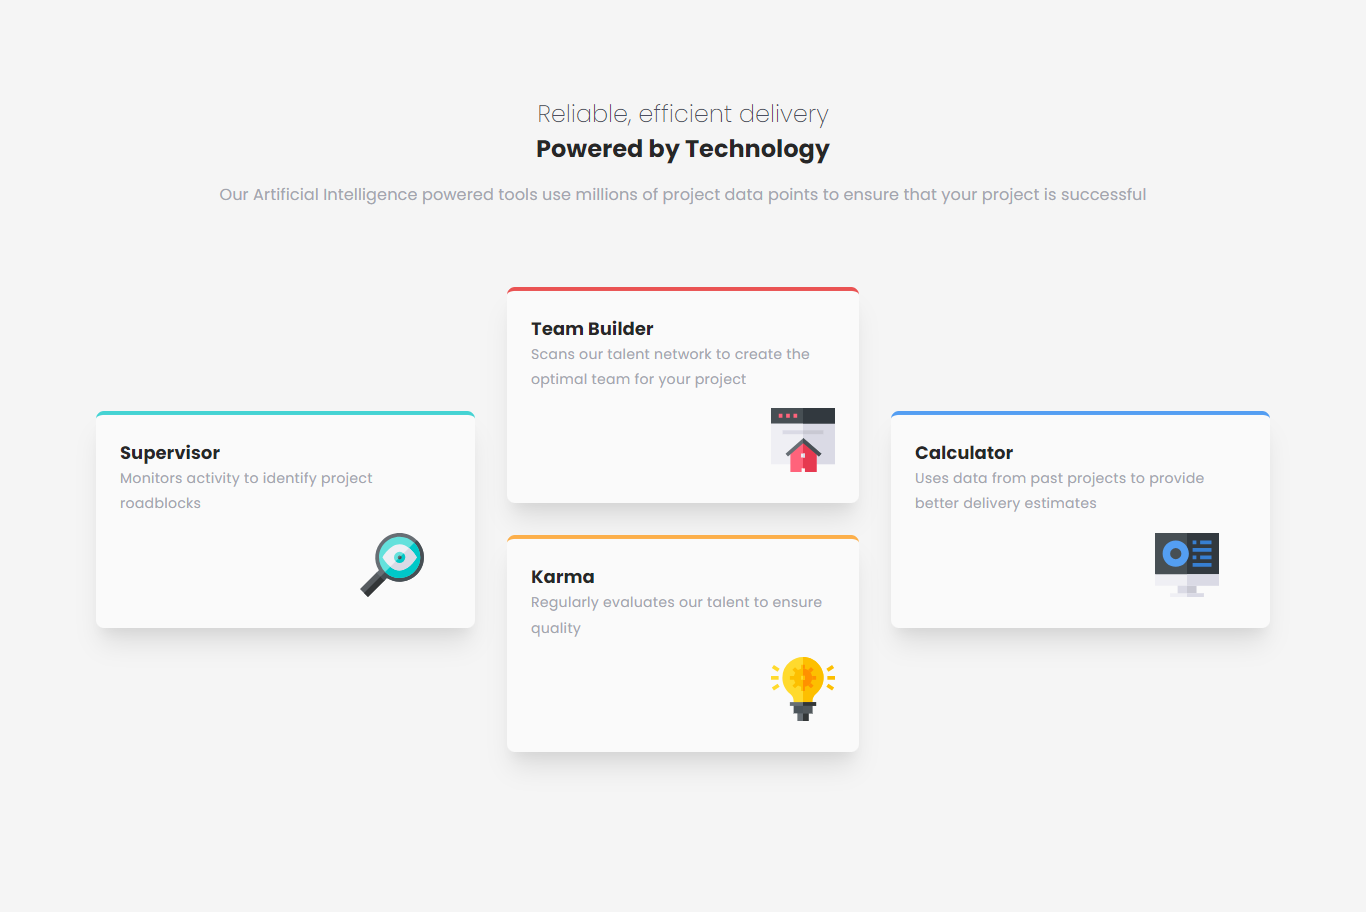 Reliable, efficient delivery
Powered by Technology
Our Artificial Intelligence powered tools use millions of project data points to ensure that your project is successful
Supervisor
Monitors activity to identify project
roadblocks
Team Builder
Scans our talent network to create the
optimal team for your project
Karma
Regularly evaluates our talent to ensure
quality
Calculator
Uses data from past projects to provide
better delivery estimates